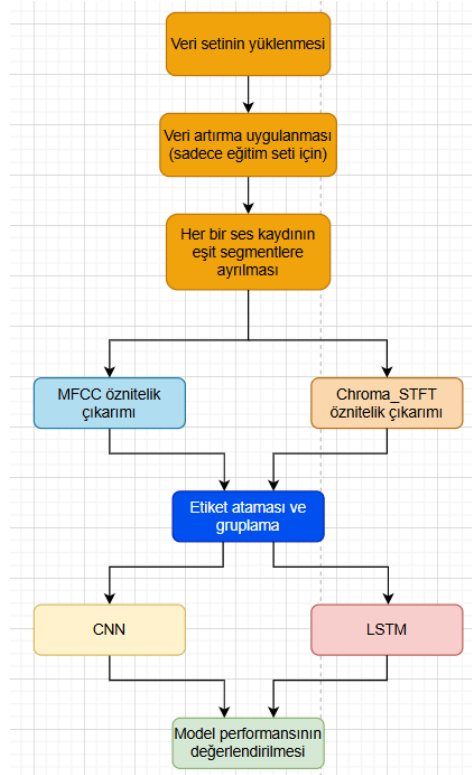 Veri setinin yüklenmesi
Veri artırma uygulanması
(sadece eğitim seti için)
Her bir ses kaydının
eşit segmentlere
ayrılması
MFCC öznitelik
çıkarımı
Chroma_STFT
öznitelik çıkarımı
Etiket ataması ve
gruplama
CNN
LSTM
Model performansının
değerlendirilmesi